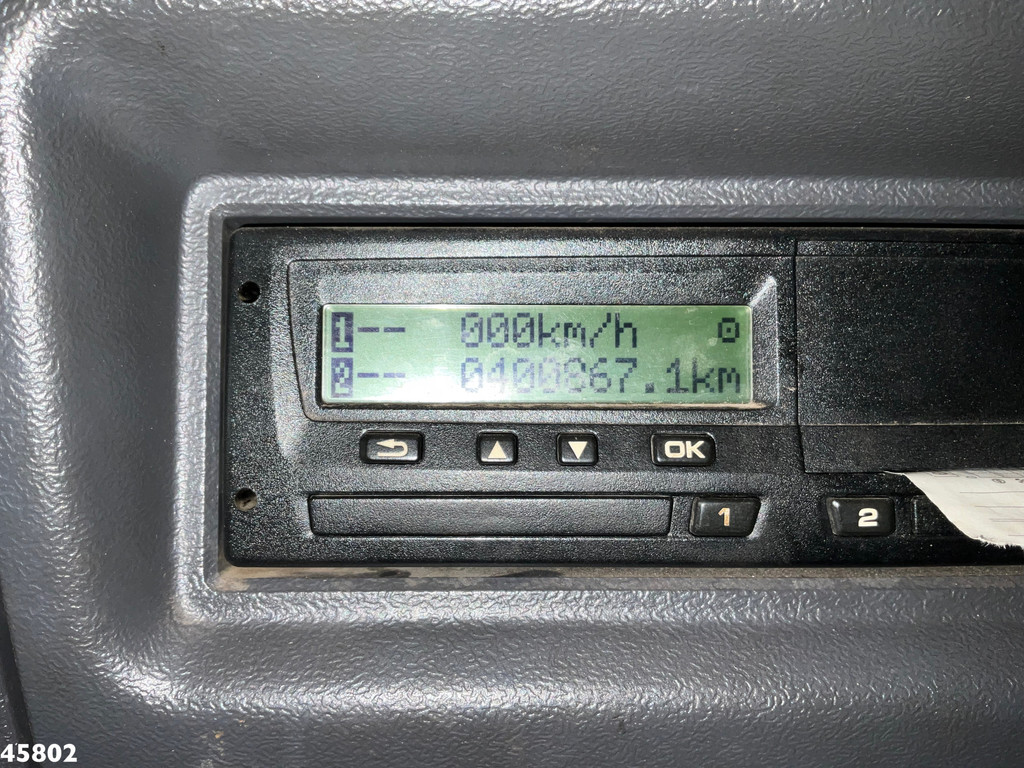 1-- 000km/h
2-- 0400867.1km
▲ ▼ OK
1 2
45802